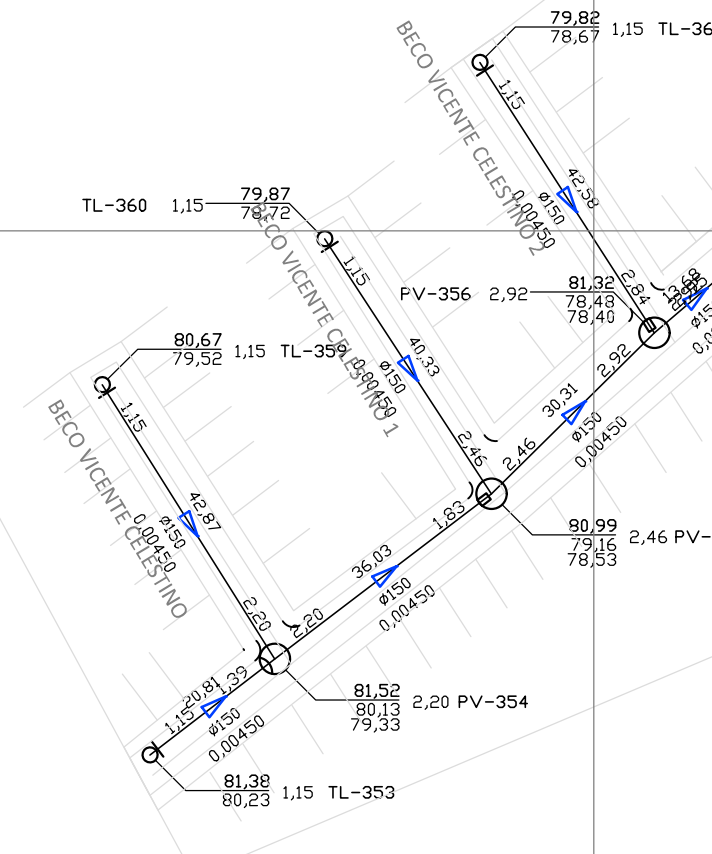 79,82
78,67 1,15 TL-36
BECO VICENTE CELESTINO 2
1,15
42,58
ø150
0,00450
2,84
TL-360 1,15
79,87
78,72
BECO VICENTE CELESTINO 1
1,15
40,33
ø150
0,00450
2,46
PV-356 2,92
81,32
78,48
78,40
13,68
2,92
30,31
ø150
0,00450
2,46
80,67
79,52 1,15 TL-359
BECO VICENTE CELESTINO
1,15
42,87
ø150
0,00450
2,20
1,83
36,03
ø150
0,00450
2,20
80,99
79,16 2,46 PV-
78,53
20,81
1,39
1,15
ø150
0,00450
81,52
80,13 2,20 PV-354
79,33
81,38
80,23 1,15 TL-353